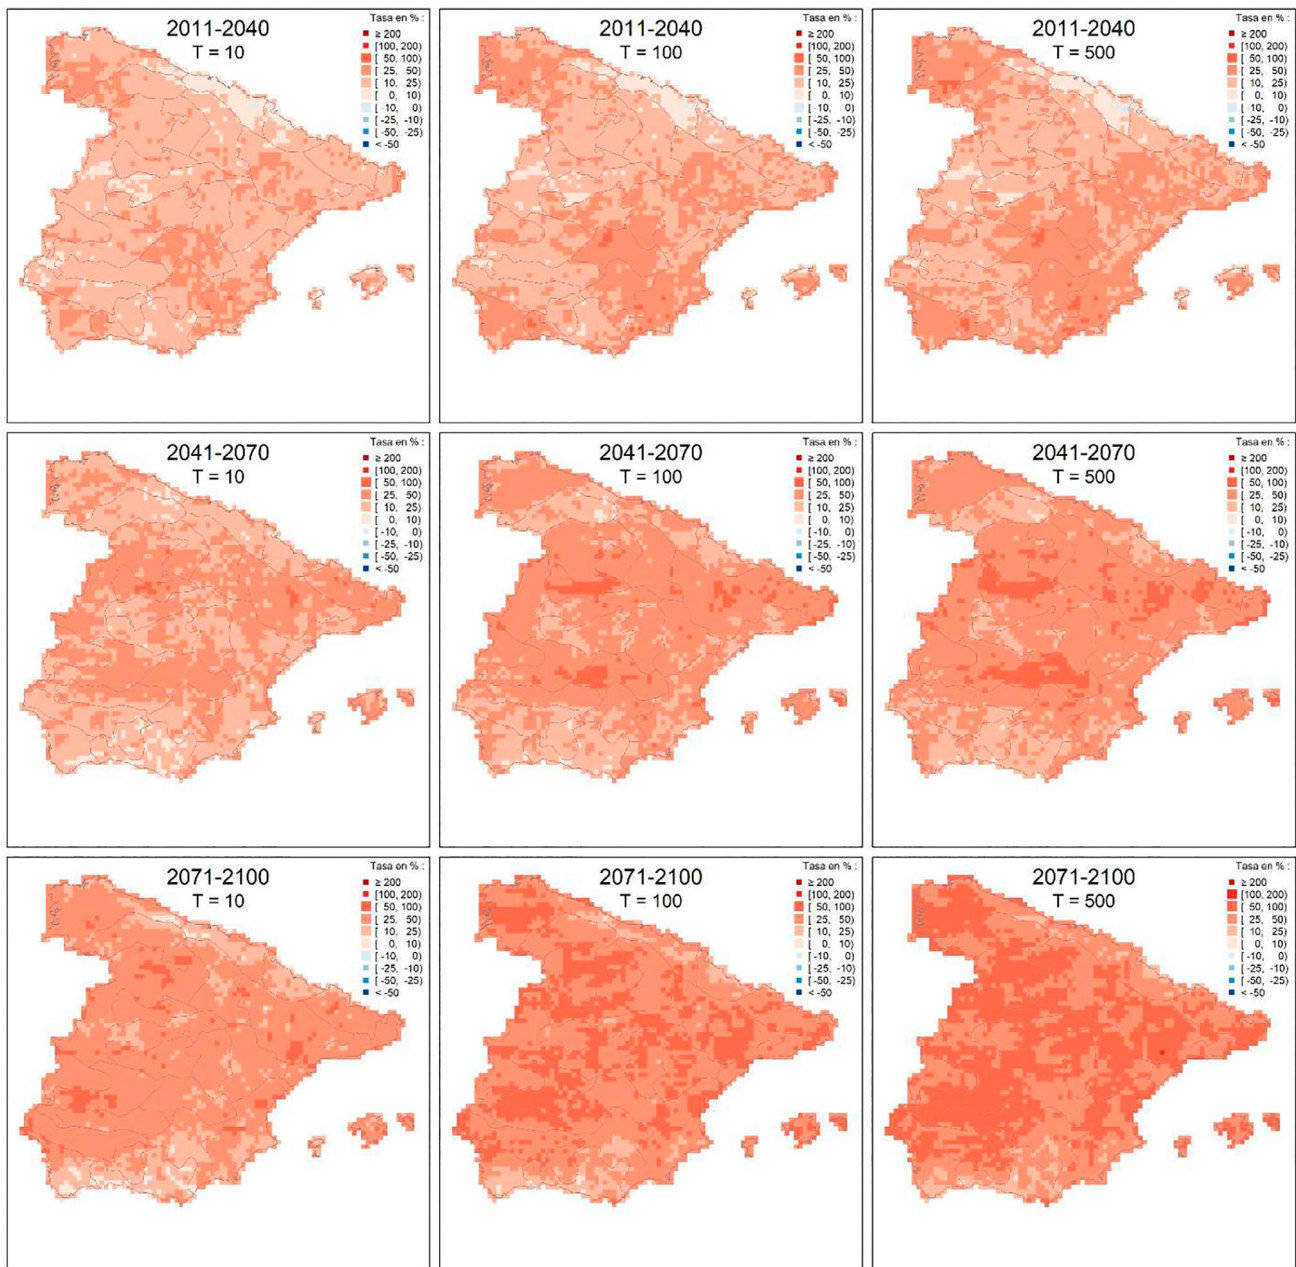 2011-2040
T = 10
Tasa en % :
≥ 200
[100, 200)
[ 50, 100)
[ 25, 50)
[ 10, 25)
[ 0, 10)
[ -10, 0)
[ -25, -10)
[ -50, -25)
< -50
2011-2040
T = 100
Tasa en % :
≥ 200
[100, 200)
[ 50, 100)
[ 25, 50)
[ 10, 25)
[ 0, 10)
[ -10, 0)
[ -25, -10)
[ -50, -25)
< -50
2011-2040
T = 500
Tasa en % :
≥ 200
[100, 200)
[ 50, 100)
[ 25, 50)
[ 10, 25)
[ 0, 10)
[ -10, 0)
[ -25, -10)
[ -50, -25)
< -50
2041-2070
T = 10
Tasa en % :
≥ 200
[100, 200)
[ 50, 100)
[ 25, 50)
[ 10, 25)
[ 0, 10)
[ -10, 0)
[ -25, -10)
[ -50, -25)
< -50
2041-2070
T = 100
Tasa en % :
≥ 200
[100, 200)
[ 50, 100)
[ 25, 50)
[ 10, 25)
[ 0, 10)
[ -10, 0)
[ -25, -10)
[ -50, -25)
< -50
2041-2070
T = 500
Tasa en % :
≥ 200
[100, 200)
[ 50, 100)
[ 25, 50)
[ 10, 25)
[ 0, 10)
[ -10, 0)
[ -25, -10)
[ -50, -25)
< -50
2071-2100
T = 10
Tasa en % :
≥ 200
[100, 200)
[ 50, 100)
[ 25, 50)
[ 10, 25)
[ 0, 10)
[ -10, 0)
[ -25, -10)
[ -50, -25)
< -50
2071-2100
T = 100
Tasa en % :
≥ 200
[100, 200)
[ 50, 100)
[ 25, 50)
[ 10, 25)
[ 0, 10)
[ -10, 0)
[ -25, -10)
[ -50, -25)
< -50
2071-2100
T = 500
Tasa en % :
≥ 200
[100, 200)
[ 50, 100)
[ 25, 50)
[ 10, 25)
[ 0, 10)
[ -10, 0)
[ -25, -10)
[ -50, -25)
< -50